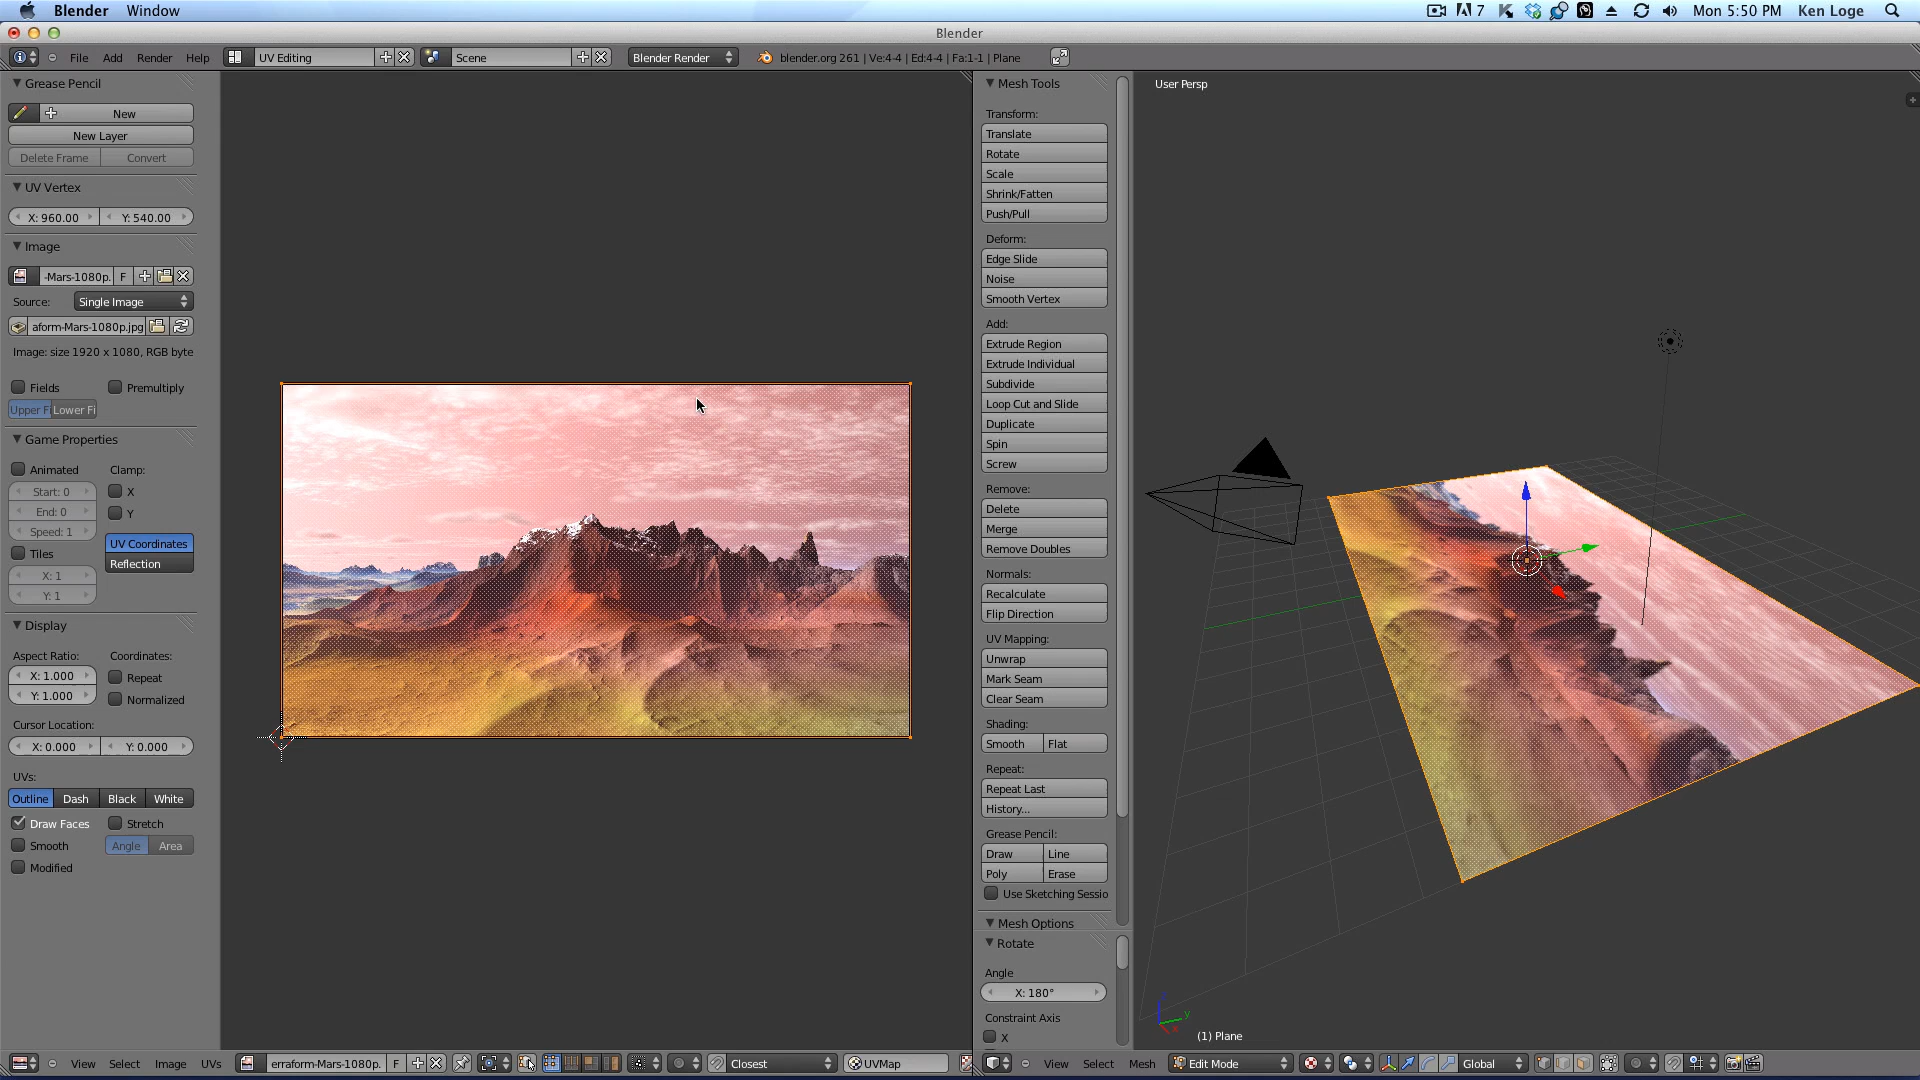 Blender Window
7 Mon 5:50 PM Ken Loge
Blender
File Add Render Help UV Editing Scene Blender Render blender.org 261 | Ve:4-4 | Ed:4-4 | Fa:1-1 | Plane
Grease Pencil
New
New Layer
Delete Frame Convert
UV Vertex
X: 960.00 Y: 540.00
Image
-Mars-1080p. F
Source: Single Image
aform-Mars-1080p.jpg
Image: size 1920 x 1080, RGB byte
Fields Premultiply
Upper F Lower Fi
Game Properties
Animated Clamp:
Start: 0 X
End: 0 Y
Speed: 1
UV Coordinates
Tiles
Reflection
X: 1
Y: 1
Display
Aspect Ratio: Coordinates:
X: 1.000 Repeat
Y: 1.000 Normalized
Cursor Location:
X: 0.000 Y: 0.000
UVs:
Outline Dash Black White
Draw Faces Stretch
Smooth Angle Area
Modified
View Select Image UVs erraform-Mars-1080p. F Closest UVMap
Mesh Tools
Transform:
Translate
Rotate
Scale
Shrink/Fatten
Push/Pull
Deform:
Edge Slide
Noise
Smooth Vertex
Add:
Extrude Region
Extrude Individual
Subdivide
Loop Cut and Slide
Duplicate
Spin
Screw
Remove:
Delete
Merge
Remove Doubles
Normals:
Recalculate
Flip Direction
UV Mapping:
Unwrap
Mark Seam
Clear Seam
Shading:
Smooth Flat
Repeat:
Repeat Last
History...
Grease Pencil:
Draw Line
Poly Erase
Use Sketching Sessio
Mesh Options
Rotate
Angle
X: 180°
Constraint Axis
X
User Persp
(1) Plane
View Select Mesh Edit Mode Global